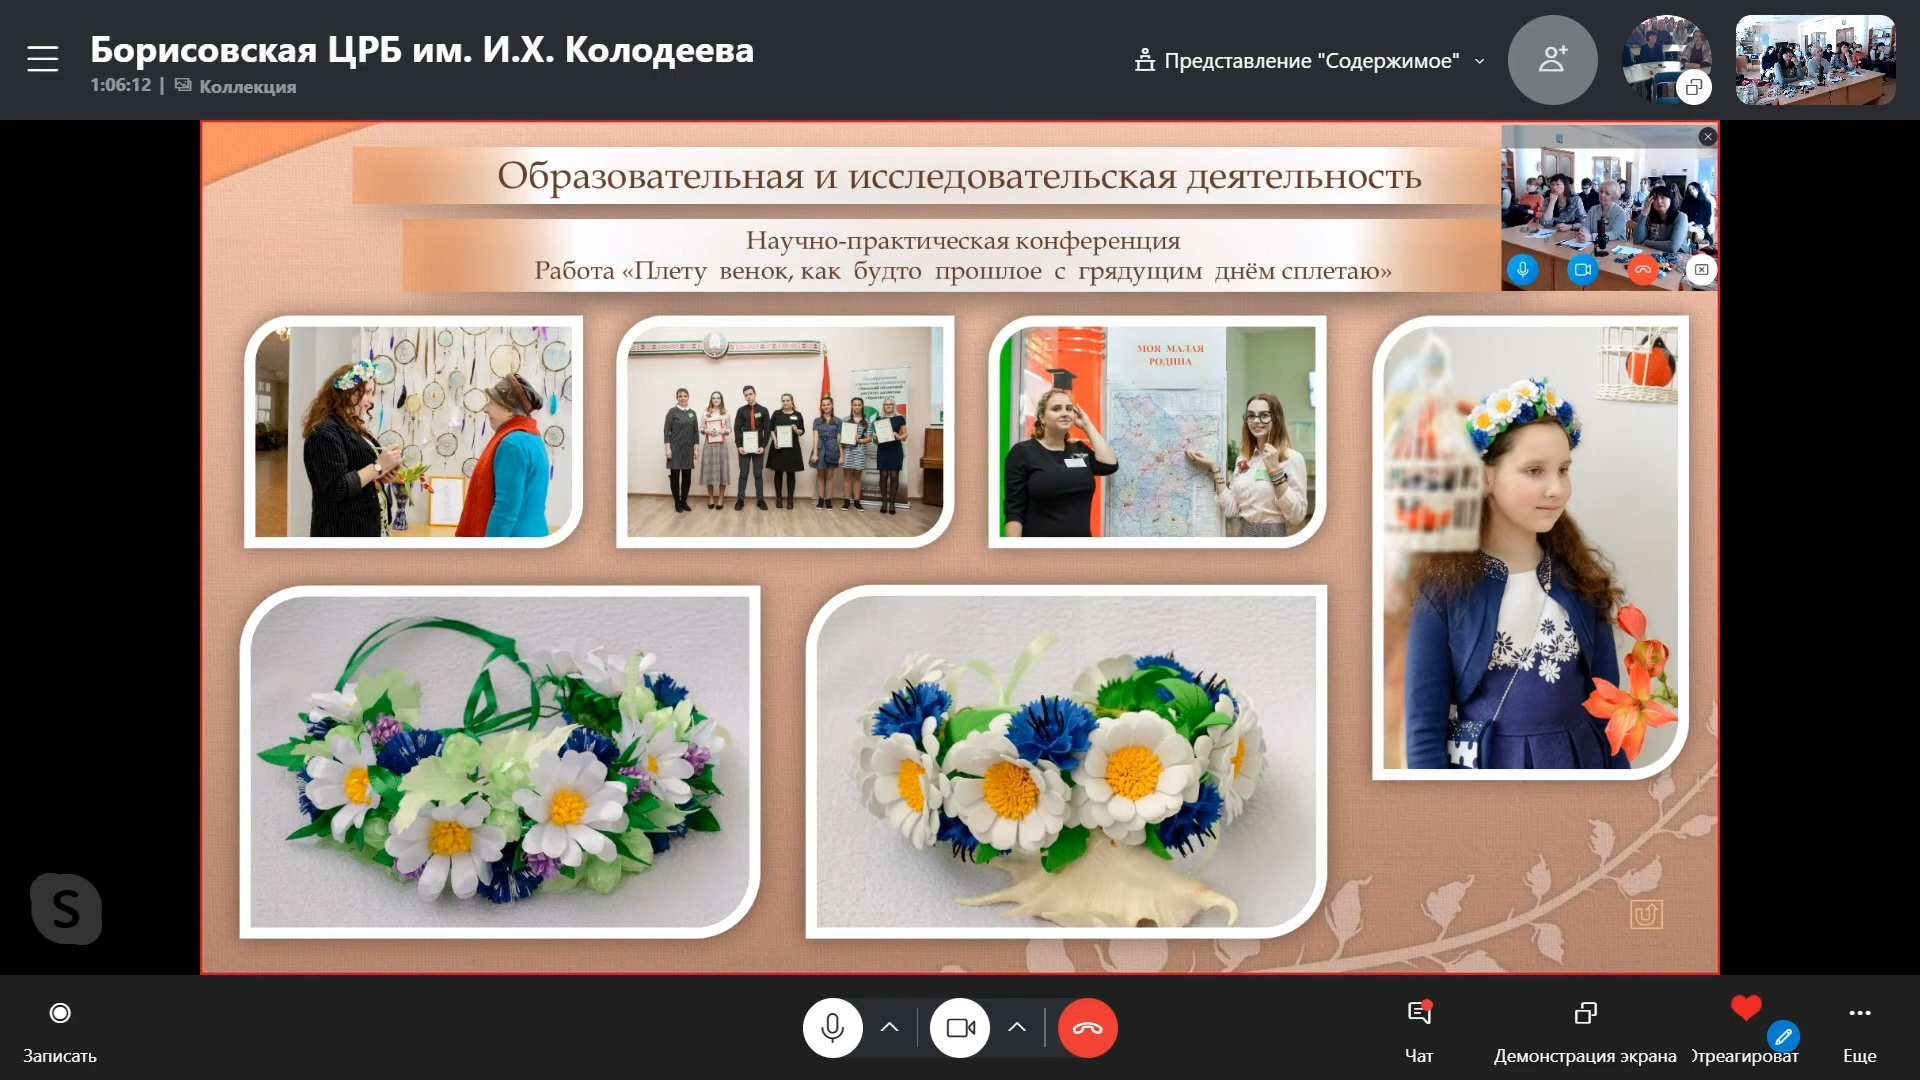 Борисовская ЦРБ им. И.Х. Колодеева
1:06:12 | Коллекция
Представление "Содержимое"
Образовательная и исследовательская деятельность
Научно-практическая конференция
Работа «Плету венок, как будто прошлое с грядущим днём сплетаю»
МОЯ МАЛАЯ
РОДИНА
S
Записать
Чат
Демонстрация экрана
Отреагироват
Еще